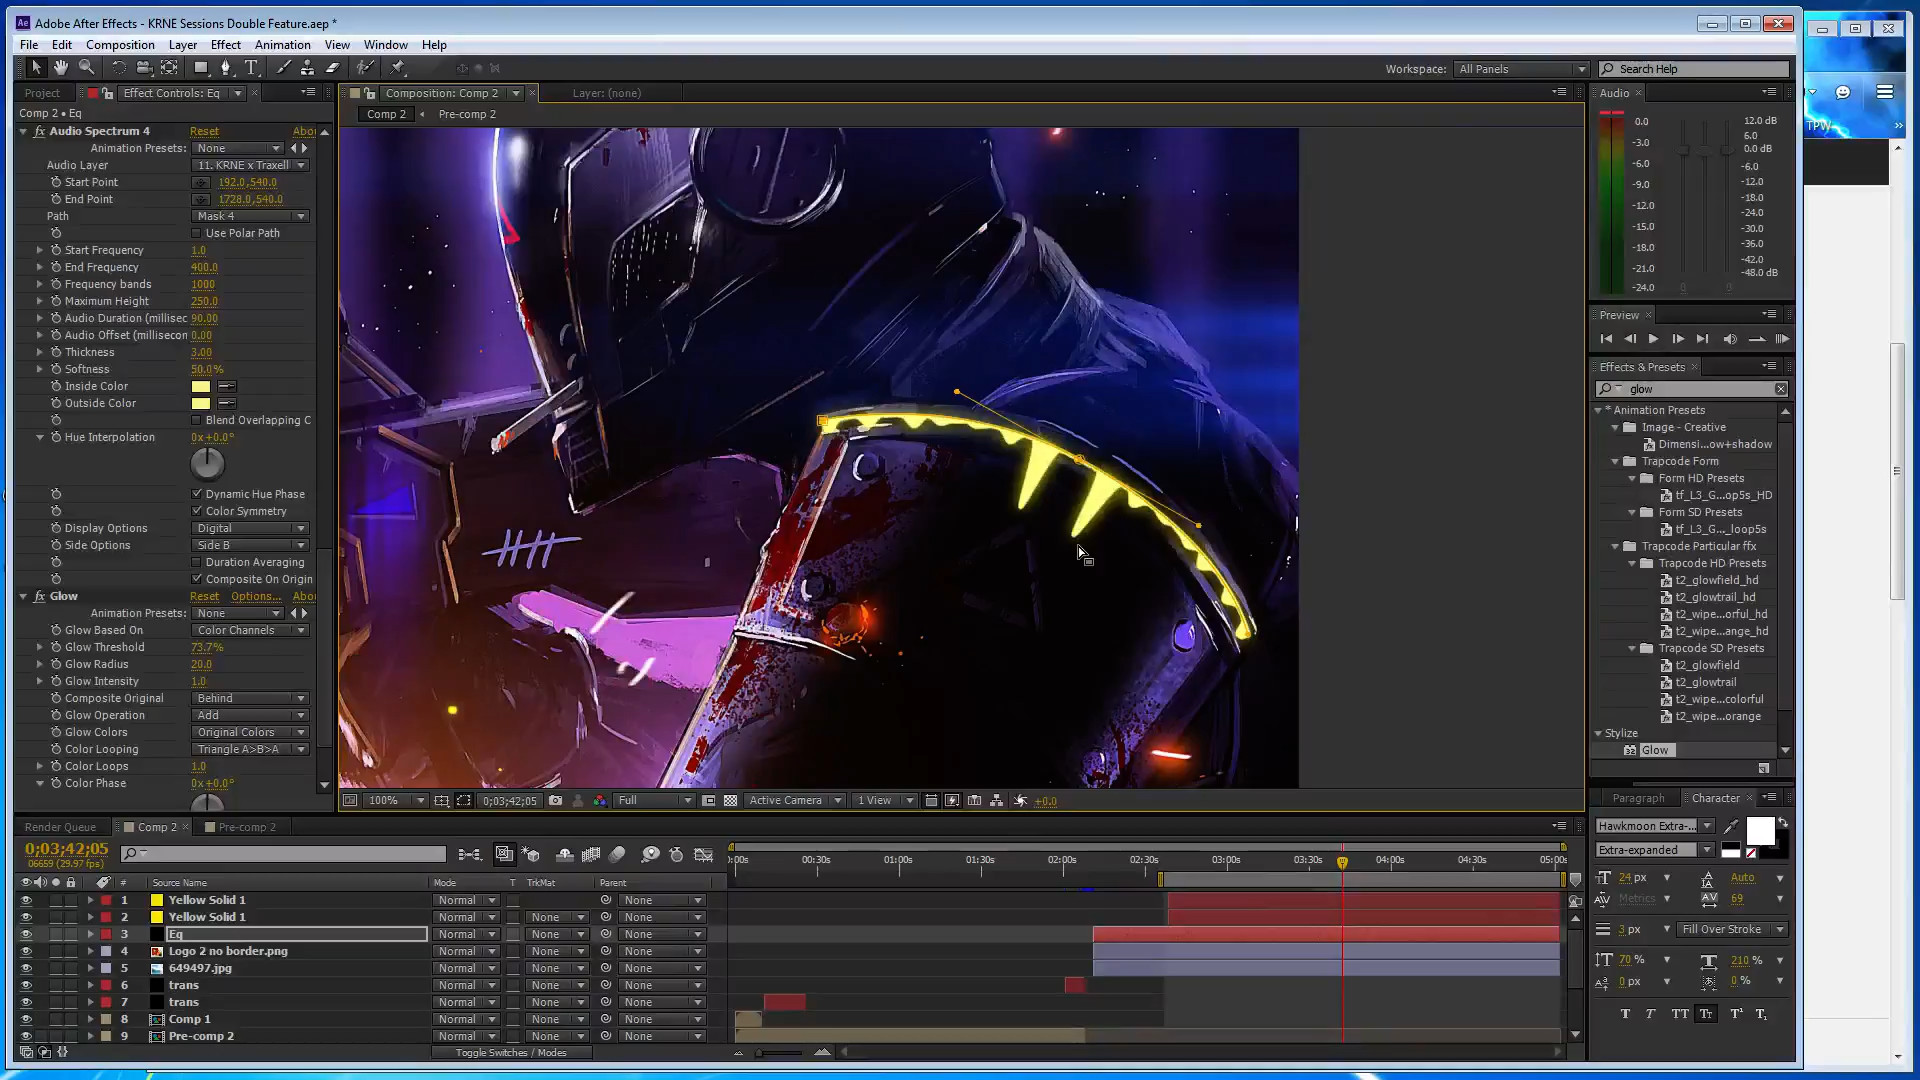 Adobe After Effects - KRNE Sessions Double Feature.aep *
File Edit Composition Layer Effect Animation View Window Help
Workspace: All Panels Search Help
Project Effect Controls: Eq
Composition: Comp 2 Layer: (none)
Comp 2 • Eq
Comp 2 Pre-comp 2
Audio Spectrum 4 Reset Abou
Animation Presets: None
Audio Layer 11. KRNE x Traxell
Start Point 192.0,540.0
End Point 1728.0,540.0
Path Mask 4
Use Polar Path
Start Frequency 1.0
End Frequency 400.0
Frequency bands 1000
Maximum Height 250.0
Audio Duration (millisec 90.00
Audio Offset (millisecon 0.00
Thickness 3.00
Softness 50.0%
Inside Color
Outside Color
Blend Overlapping C
Hue Interpolation 0x+0.0°
Dynamic Hue Phase
Color Symmetry
Display Options Digital
Side Options Side B
Duration Averaging
Composite On Origin
Glow Reset Options... Abou
Animation Presets: None
Glow Based On Color Channels
Glow Threshold 73.7%
Glow Radius 20.0
Glow Intensity 1.0
Composite Original Behind
Glow Operation Add
Glow Colors Original Colors
Color Looping Triangle A>B>A
Color Loops 1.0
Color Phase 0x+0.0°
100% 0;03;42;05 Full Active Camera 1 View +0.0
Audio
0.0 12.0 dB
-3.0 6.0 dB
-6.0 0.0 dB
-9.0 -6.0 dB
-12.0 -12.0 dB
-15.0 -18.0 dB
-18.0 -24.0 dB
-21.0 -30.0 dB
-24.0 -36.0 dB
-42.0 dB
-48.0 dB
Preview
Effects & Presets
glow
* Animation Presets
Image - Creative
Dimensi...ow+shadow
Trapcode Form
Form HD Presets
tf_L3_G...op5s_HD
Form SD Presets
tf_L3_G..._loop5s
Trapcode Particular ffx
Trapcode HD Presets
t2_glowfield_hd
t2_glowtrail_hd
t2_wipe...orful_hd
t2_wipe...ange_hd
Trapcode SD Presets
t2_glowfield
t2_glowtrail
t2_wipe...colorful
t2_wipe...orange
Stylize
32 Glow
Paragraph Character
Hawkmoon Extra-...
Extra-expanded
24 px Auto
Metrics 69
3 px Fill Over Stroke
70 % 210 %
0 px 0 %
T T TT Tt T¹ T₁
TPW
Render Queue Comp 2 Pre-comp 2
0;03;42;05
06659 (29.97 fps)
0:00s 00:30s 01:00s 01:30s 02:00s 02:30s 03:00s 03:30s 04:00s 04:30s 05:00s
# Source Name Mode T TrkMat Parent
1 Yellow Solid 1 Normal None
2 Yellow Solid 1 Normal None None
3 Eq Normal None None
4 Logo 2 no border.png Normal None None
5 649497.jpg Normal None None
6 trans Normal None None
7 trans Normal None None
8 Comp 1 Normal None None
9 Pre-comp 2 Normal None None
Toggle Switches / Modes